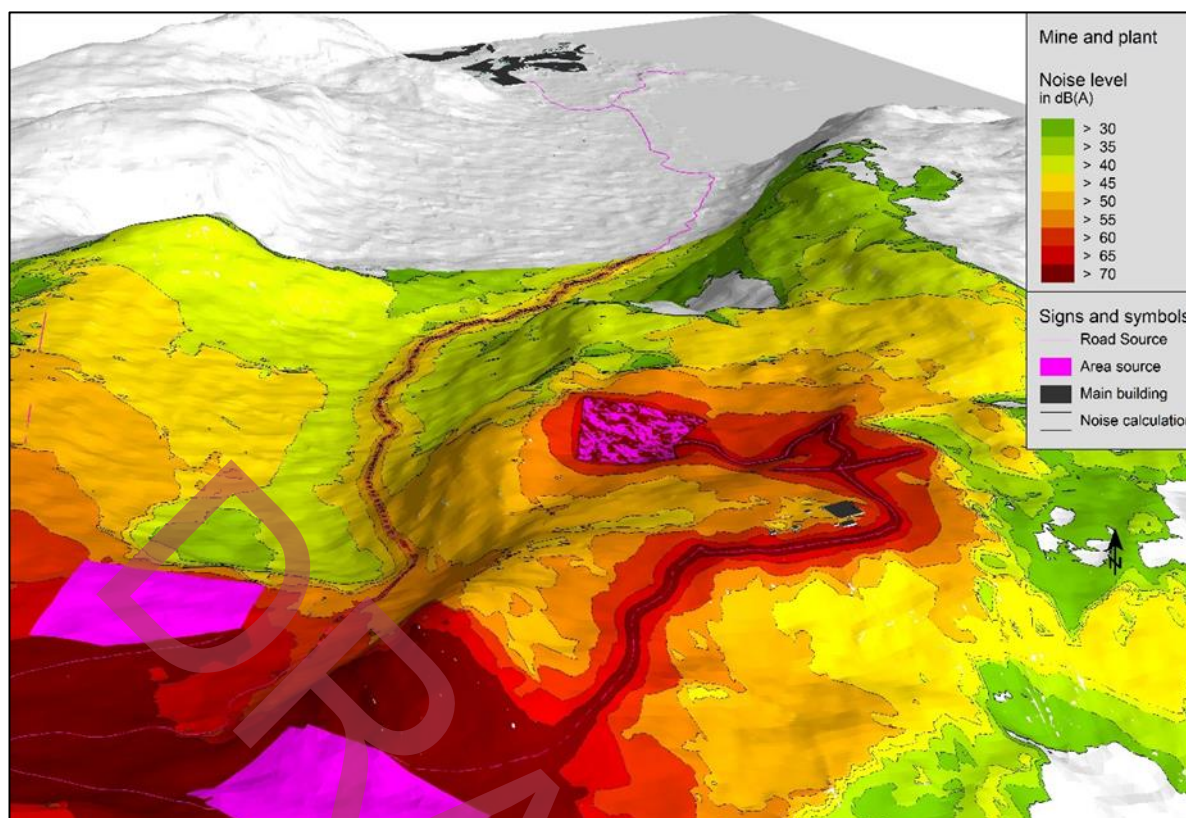 Mine and plant
Noise level
in dB(A)
> 30
> 35
> 40
> 45
> 50
> 55
> 60
> 65
> 70
Signs and symbols
Road Source
Area source
Main building
Noise calculation
N
DRA